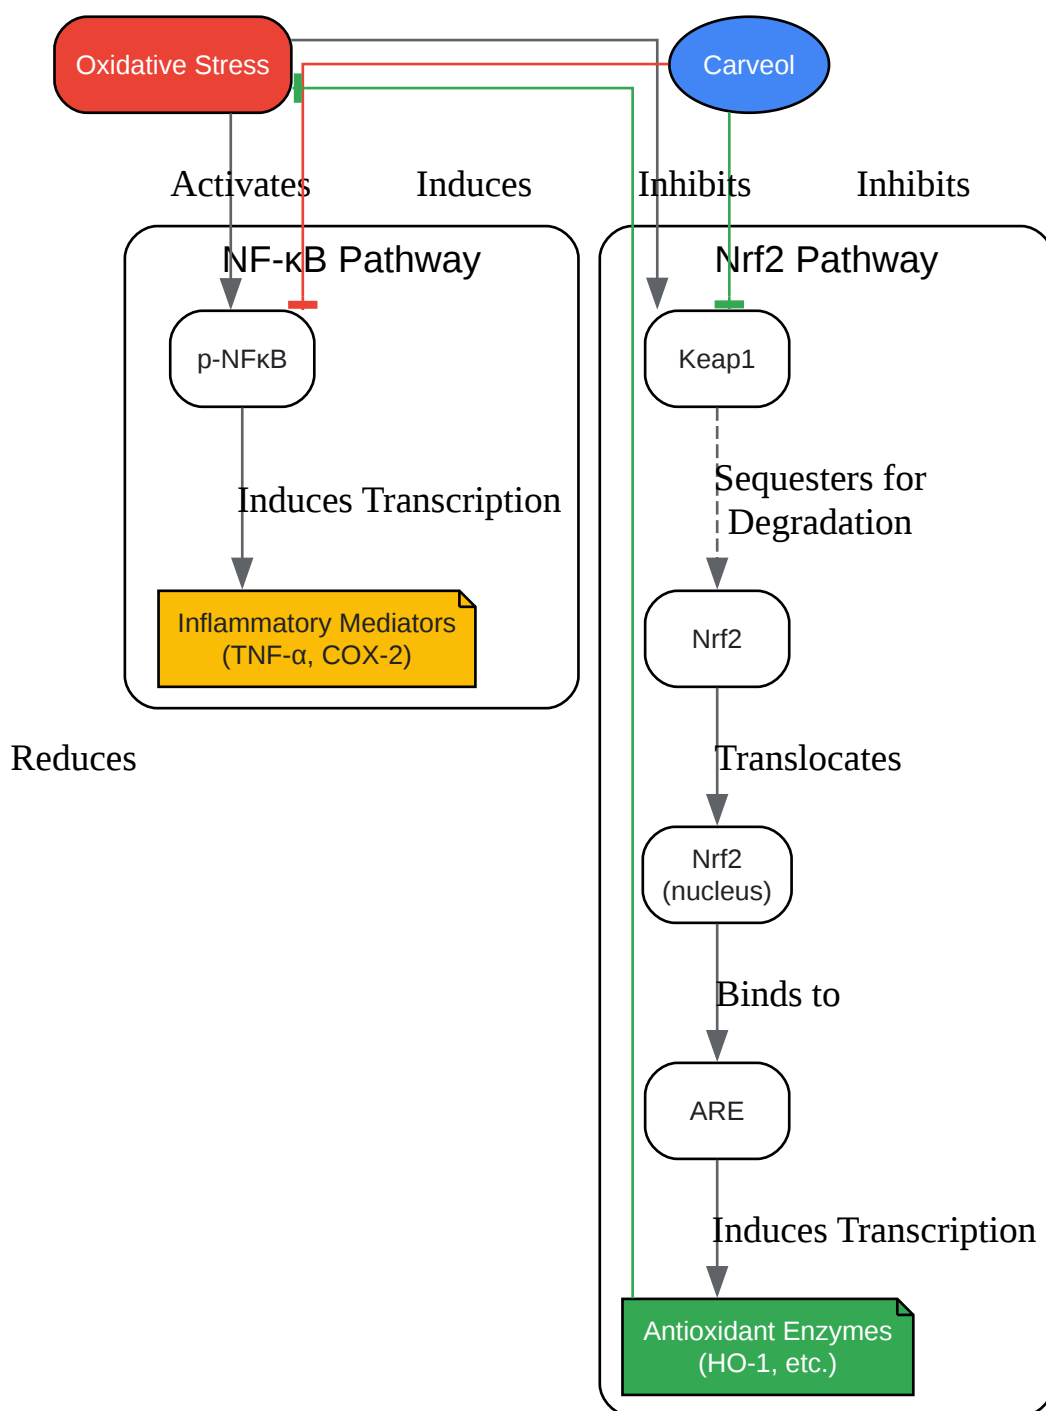 Oxidative Stress
Carveol
Activates
Induces
Inhibits
Inhibits
NF-κB Pathway
Nrf2 Pathway
p-NFκB
Keap1
Induces Transcription
Sequesters for
Degradation
Inflammatory Mediators
(TNF-α, COX-2)
Nrf2
Reduces
Translocates
Nrf2
(nucleus)
Binds to
ARE
Induces Transcription
Antioxidant Enzymes
(HO-1, etc.)